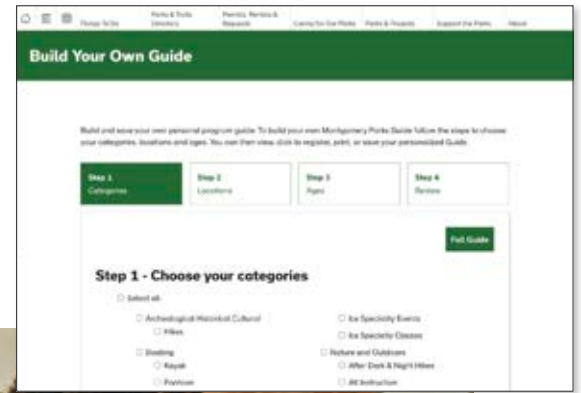 Things To Do
Parks & Trails Directory
Permits, Rentals & Requests
Caring for Our Parks
Parks & Projects
Support the Parks
About
Build Your Own Guide
Build and save your own personal program guide. To build your own Montgomery Parks Guide follow the steps to choose
your categories, locations and ages. You can then view, click to register, print, or save your personalized Guide.
Step 1
Categories
Step 2
Locations
Step 3
Ages
Step 4
Review
Full Guide
Step 1 - Choose your categories
Select all
Archeological Historical Cultural
Hikes
Boating
Kayak
Pontoon
Ice Speciality Events
Ice Speciality Classes
Nature and Outdoors
After Dark & Night Hikes
Art Instruction